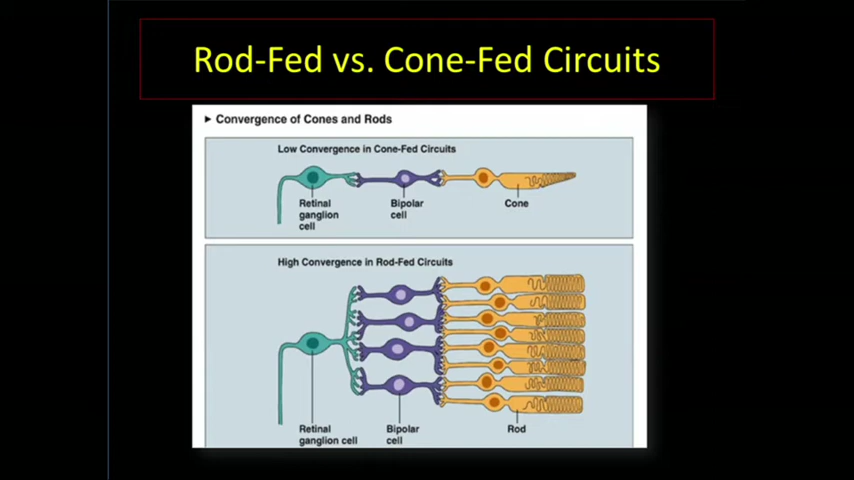 Rod-Fed vs. Cone-Fed Circuits
► Convergence of Cones and Rods
Low Convergence in Cone-Fed Circuits
Retinal
ganglion
cell
Bipolar
cell
Cone
High Convergence in Rod-Fed Circuits
Retinal
ganglion cell
Bipolar
cell
Rod